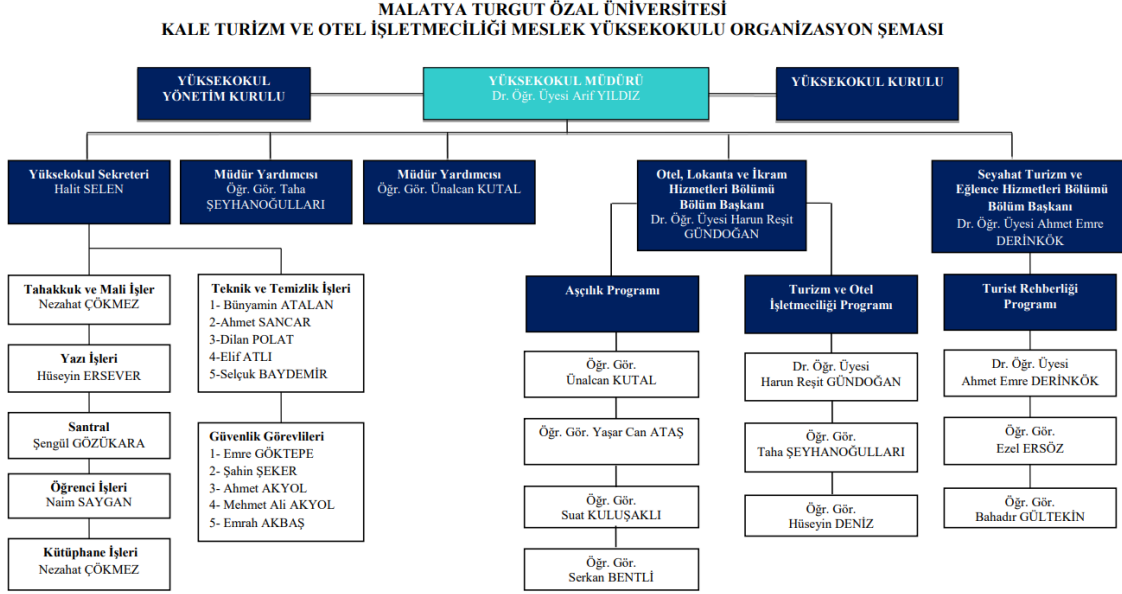 MALATYA TURGUT ÖZAL ÜNİVERSİTESİ
KALE TURİZM VE OTEL İŞLETMECİLİĞİ MESLEK YÜKSEKOKULU ORGANİZASYON ŞEMASI
YÜKSEKOKUL
YÖNETİM KURULU
YÜKSEKOKUL MÜDÜRÜ
Dr. Öğr. Üyesi Arif YILDIZ
YÜKSEKOKUL KURULU
Yüksekokul Sekreteri
Halit SELEN
Müdür Yardımcısı
Öğr. Gör. Taha
ŞEYHANOĞULLARI
Müdür Yardımcısı
Öğr. Gör. Ünalcan KUTAL
Otel, Lokanta ve İkram
Hizmetleri Bölümü
Bölüm Başkanı
Dr. Öğr. Üyesi Harun Reşit
GÜNDOĞAN
Seyahat Turizm ve
Eğlence Hizmetleri Bölümü
Bölüm Başkanı
Dr. Öğr. Üyesi Ahmet Emre
DERİNKÖK
Tahakkuk ve Mali İşler
Nezahat ÇÖKMEZ
Yazı İşleri
Hüseyin ERSEVER
Santral
Şengül GÖZÜKARA
Öğrenci İşleri
Naim SAYGAN
Kütüphane İşleri
Nezahat ÇÖKMEZ
Teknik ve Temizlik İşleri
1- Bünyamin ATALAN
2-Ahmet SANCAR
3-Dilan POLAT
4-Elif ATLI
5-Selçuk BAYDEMİR
Güvenlik Görevlileri
1- Emre GÖKTEPE
2- Şahin ŞEKER
3- Ahmet AKYOL
4- Mehmet Ali AKYOL
5- Emrah AKBAŞ
Aşçılık Programı
Öğr. Gör.
Ünalcan KUTAL
Öğr. Gör. Yaşar Can ATAŞ
Öğr. Gör.
Suat KULUŞAKLI
Öğr. Gör.
Serkan BENTLİ
Turizm ve Otel
İşletmeciliği Programı
Dr. Öğr. Üyesi
Harun Reşit GÜNDOĞAN
Öğr. Gör.
Taha ŞEYHANOĞULLARI
Öğr. Gör.
Hüseyin DENİZ
Turist Rehberliği
Programı
Dr. Öğr. Üyesi
Ahmet Emre DERİNKÖK
Öğr. Gör.
Ezel ERSÖZ
Öğr. Gör.
Bahadır GÜLTEKİN